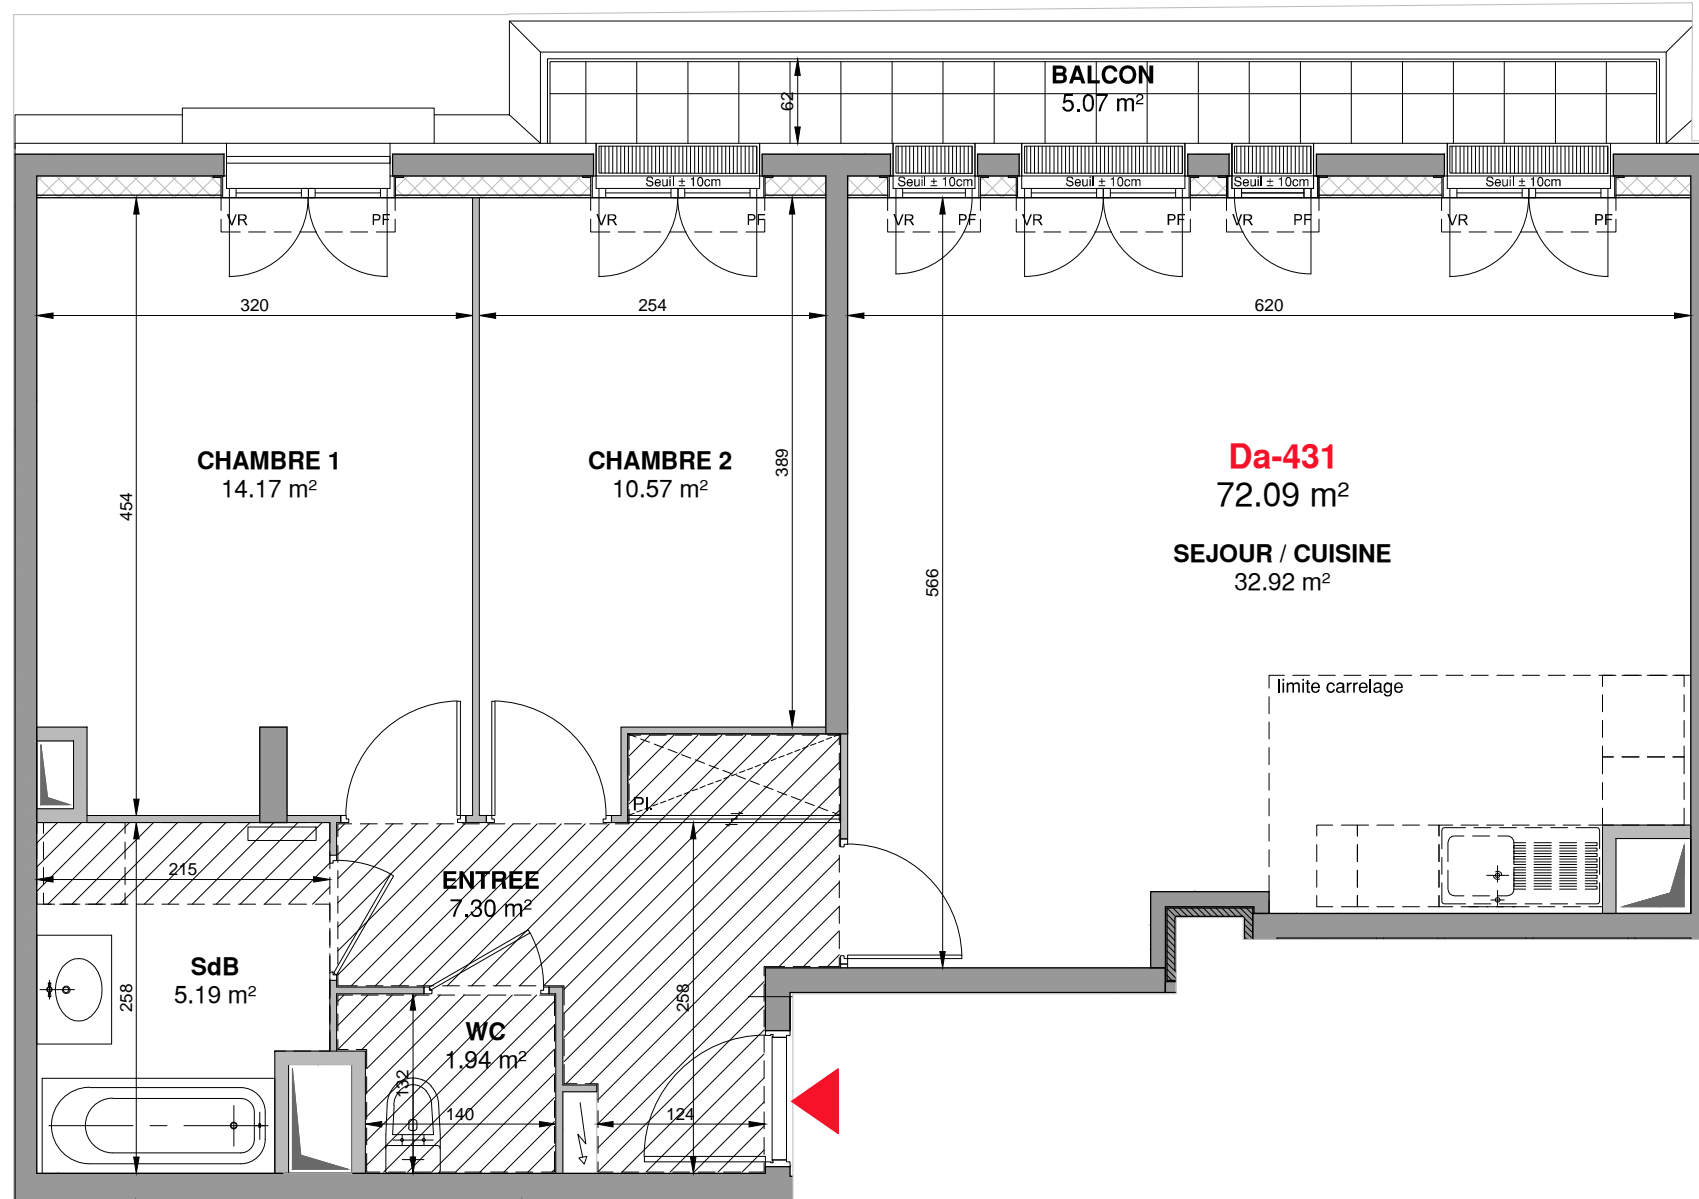 BALCON
5.07 m²
62
Seuil ± 10cm
Seuil ± 10cm
Seuil ± 10cm
Seuil ± 10cm
Seuil ± 10cm
VR PF
VR PF
VR PF
VR PF
VR PF
VR PF
320
254
620
CHAMBRE 1
14.17 m²
CHAMBRE 2
10.57 m²
389
454
Da-431
72.09 m²
SEJOUR / CUISINE
32.92 m²
566
limite carrelage
Pl.
215
ENTREE
7.30 m²
SdB
5.19 m²
258
258
WC
1.94 m²
132
140
124